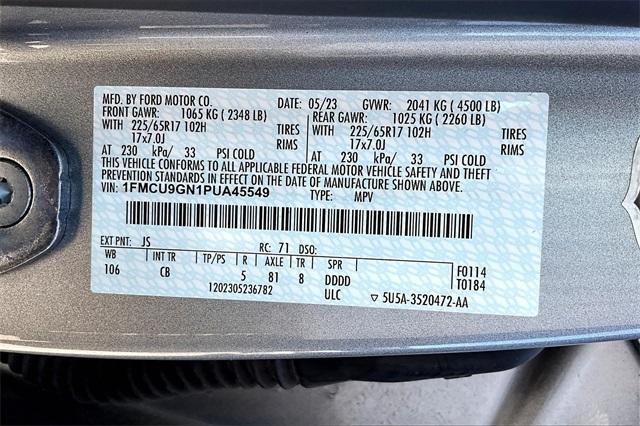 MFD. BY FORD MOTOR CO. DATE: 05/23 GVWR: 2041 KG ( 4500 LB)
FRONT GAWR: 1065 KG ( 2348 LB) REAR GAWR: 1025 KG ( 2260 LB)
WITH 225/65R17 102H TIRES WITH 225/65R17 102H TIRES
17x7.0J RIMS 17x7.0J RIMS
AT 230 kPa/ 33 PSI COLD AT 230 kPa/ 33 PSI COLD
THIS VEHICLE CONFORMS TO ALL APPLICABLE FEDERAL MOTOR VEHICLE SAFETY AND THEFT
PREVENTION STANDARDS IN EFFECT ON THE DATE OF MANUFACTURE SHOWN ABOVE.
VIN: 1FMCU9GN1PUA45549 TYPE: MPV
EXT PNT: JS RC: 71 DSO:
WB INT TR TP/PS R AXLE TR SPR F0114
106 CB 5 81 8 DDDD T0184
1202305236782 ULC ▽ 5U5A-3520472-AA